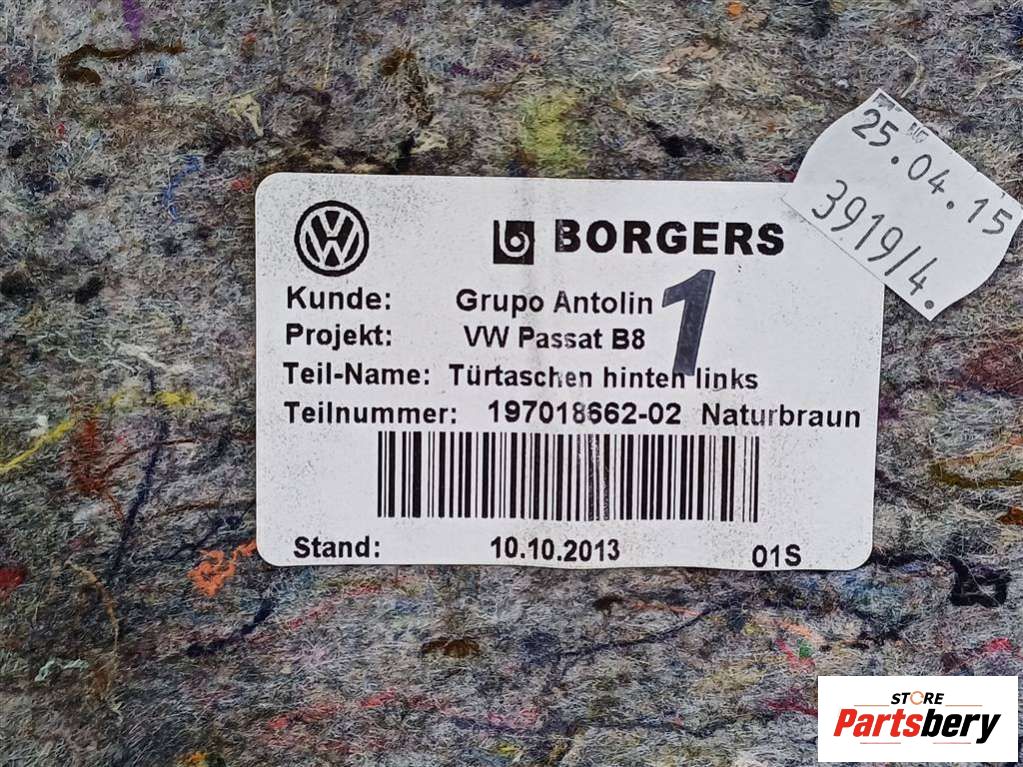 25.04.15
3919/4.
BORGERS
Kunde: Grupo Antolin
1
Projekt: VW Passat B8
Teil-Name: Türtaschen hinten links
Teilnummer: 197018662-02 Naturbraun
Stand: 10.10.2013 01S
STORE
Partsbery